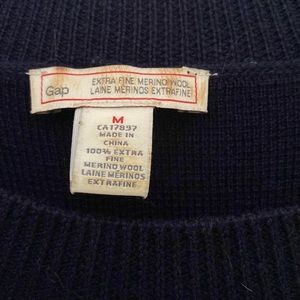 Gap
EXTRA FINE MERINO WOOL
LAINE MÉRINOS EXTRAFINE
M
CA17897
MADE IN
CHINA
100% EXTRA
FINE
MERINO WOOL
LAINE MÉRINOS
EXTRAFINE